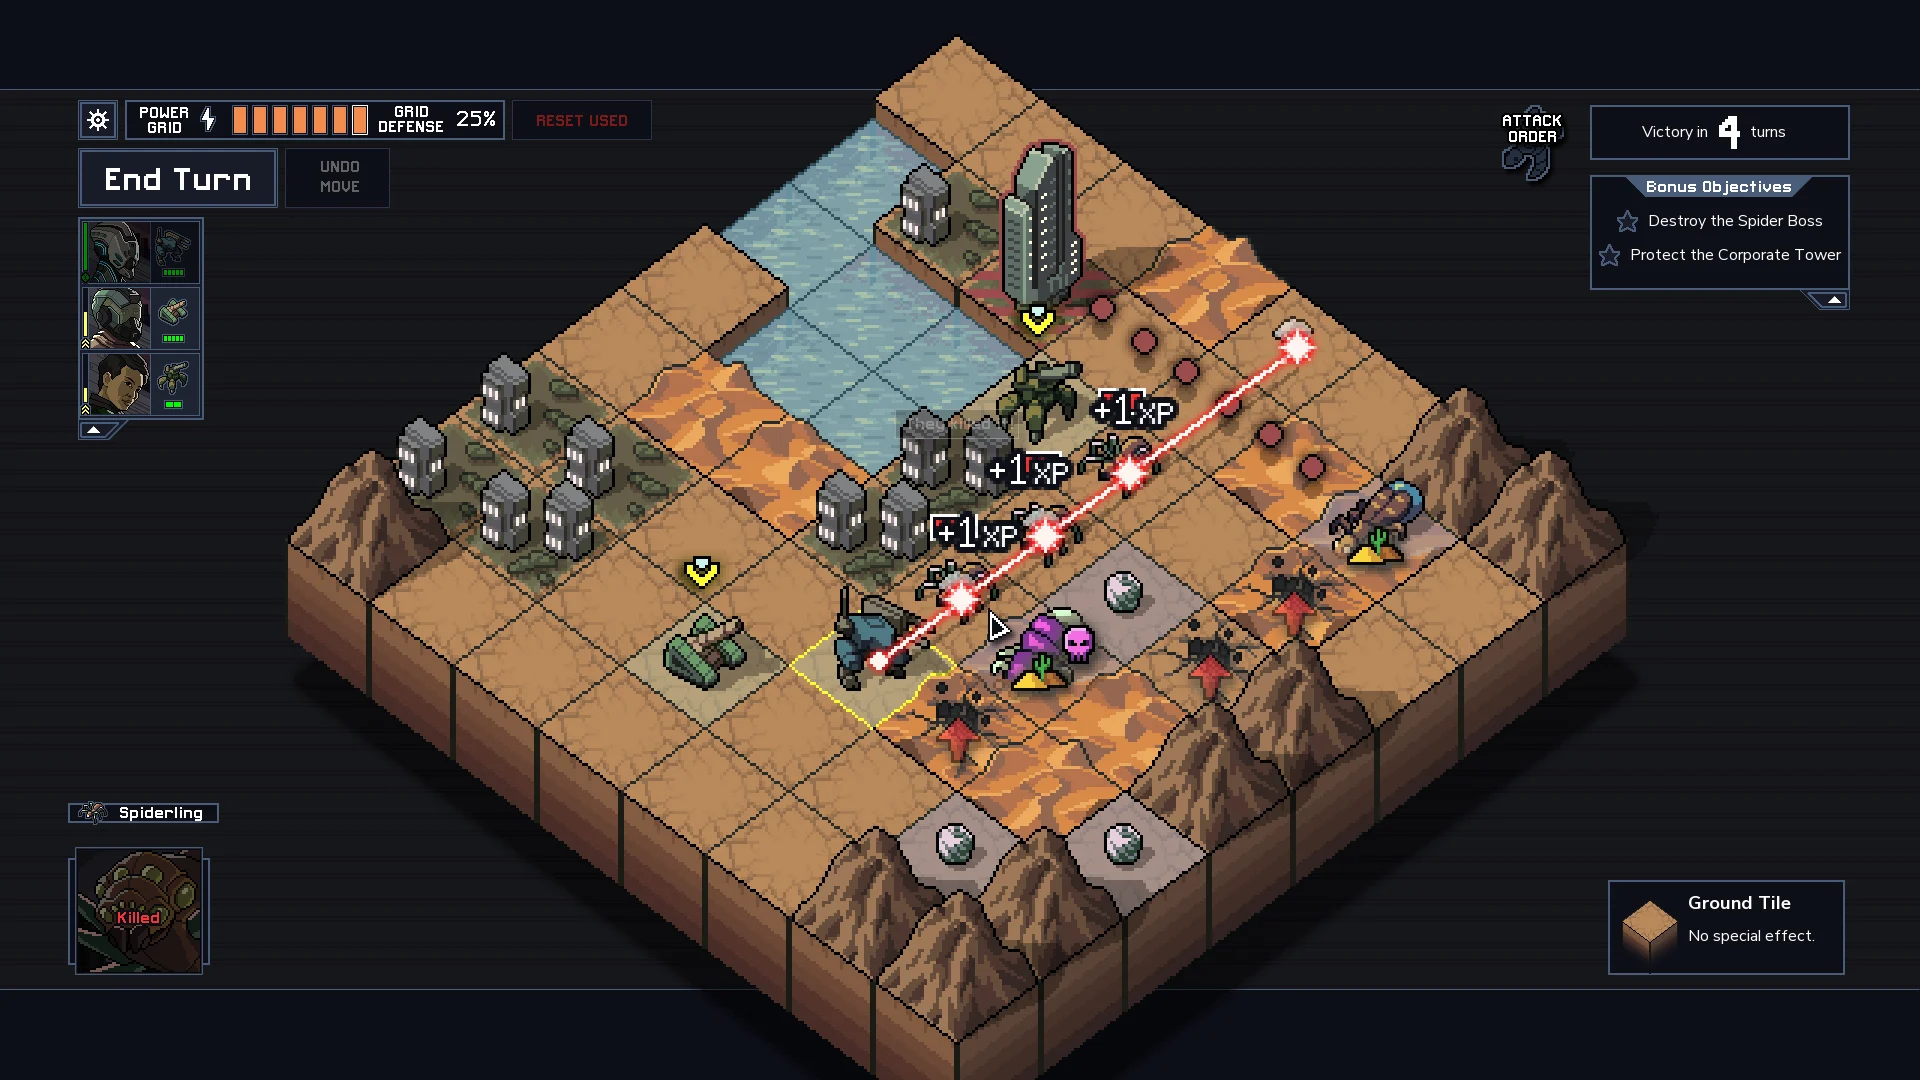 POWER
GRID
GRID
DEFENSE
25%
RESET USED
End Turn
UNDO
MOVE
ATTACK
ORDER
Victory in 4 turns
Bonus Objectives
Destroy the Spider Boss
Protect the Corporate Tower
+1 XP
They killed
+1 XP
+1 XP
Spiderling
Killed
Ground Tile
No special effect.